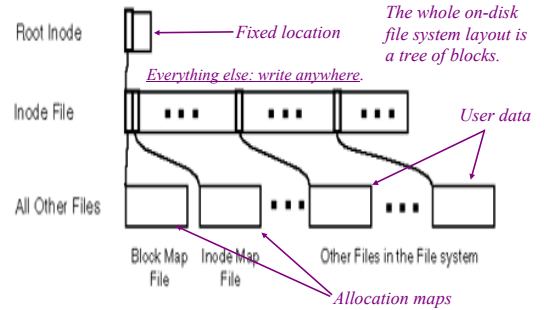 The whole on-disk
file system layout is
a tree of blocks.
Root Inode
Fixed location
Everything else: write anywhere.
Inode File
User data
All Other Files
Block Map
File
Inode Map
File
Other Files in the File system
Allocation maps